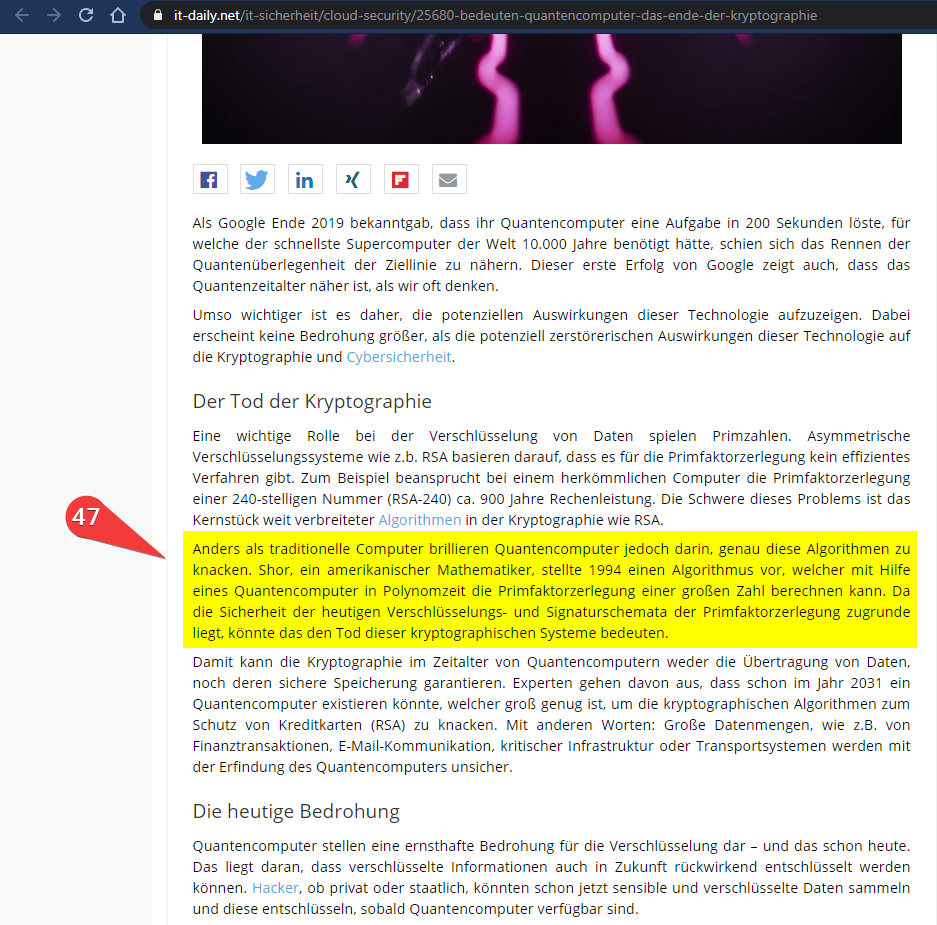 it-daily.net/it-sicherheit/cloud-security/25680-bedeuten-quantencomputer-das-ende-der-kryptographie
Als Google Ende 2019 bekanntgab, dass ihr Quantencomputer eine Aufgabe in 200 Sekunden löste, für
welche der schnellste Supercomputer der Welt 10.000 Jahre benötigt hätte, schien sich das Rennen der
Quantenüberlegenheit der Ziellinie zu nähern. Dieser erste Erfolg von Google zeigt auch, dass das
Quantenzeitalter näher ist, als wir oft denken.
Umso wichtiger ist es daher, die potenziellen Auswirkungen dieser Technologie aufzuzeigen. Dabei
erscheint keine Bedrohung größer, als die potenziell zerstörerischen Auswirkungen dieser Technologie auf
die Kryptographie und Cybersicherheit.
Der Tod der Kryptographie
Eine wichtige Rolle bei der Verschlüsselung von Daten spielen Primzahlen. Asymmetrische
Verschlüsselungssysteme wie z.b. RSA basieren darauf, dass es für die Primfaktorzerlegung kein effizientes
Verfahren gibt. Zum Beispiel beansprucht bei einem herkömmlichen Computer die Primfaktorzerlegung
einer 240-stelligen Nummer (RSA-240) ca. 900 Jahre Rechenleistung. Die Schwere dieses Problems ist das
Kernstück weit verbreiteter Algorithmen in der Kryptographie wie RSA.
47
Anders als traditionelle Computer brillieren Quantencomputer jedoch darin, genau diese Algorithmen zu
knacken. Shor, ein amerikanischer Mathematiker, stellte 1994 einen Algorithmus vor, welcher mit Hilfe
eines Quantencomputer in Polynomzeit die Primfaktorzerlegung einer großen Zahl berechnen kann. Da
die Sicherheit der heutigen Verschlüsselungs- und Signaturschemata der Primfaktorzerlegung zugrunde
liegt, könnte das den Tod dieser kryptographischen Systeme bedeuten.
Damit kann die Kryptographie im Zeitalter von Quantencomputern weder die Übertragung von Daten,
noch deren sichere Speicherung garantieren. Experten gehen davon aus, dass schon im Jahr 2031 ein
Quantencomputer existieren könnte, welcher groß genug ist, um die kryptographischen Algorithmen zum
Schutz von Kreditkarten (RSA) zu knacken. Mit anderen Worten: Große Datenmengen, wie z.B. von
Finanztransaktionen, E-Mail-Kommunikation, kritischer Infrastruktur oder Transportsystemen werden mit
der Erfindung des Quantencomputers unsicher.
Die heutige Bedrohung
Quantencomputer stellen eine ernsthafte Bedrohung für die Verschlüsselung dar – und das schon heute.
Das liegt daran, dass verschlüsselte Informationen auch in Zukunft rückwirkend entschlüsselt werden
können. Hacker, ob privat oder staatlich, könnten schon jetzt sensible und verschlüsselte Daten sammeln
und diese entschlüsseln, sobald Quantencomputer verfügbar sind.